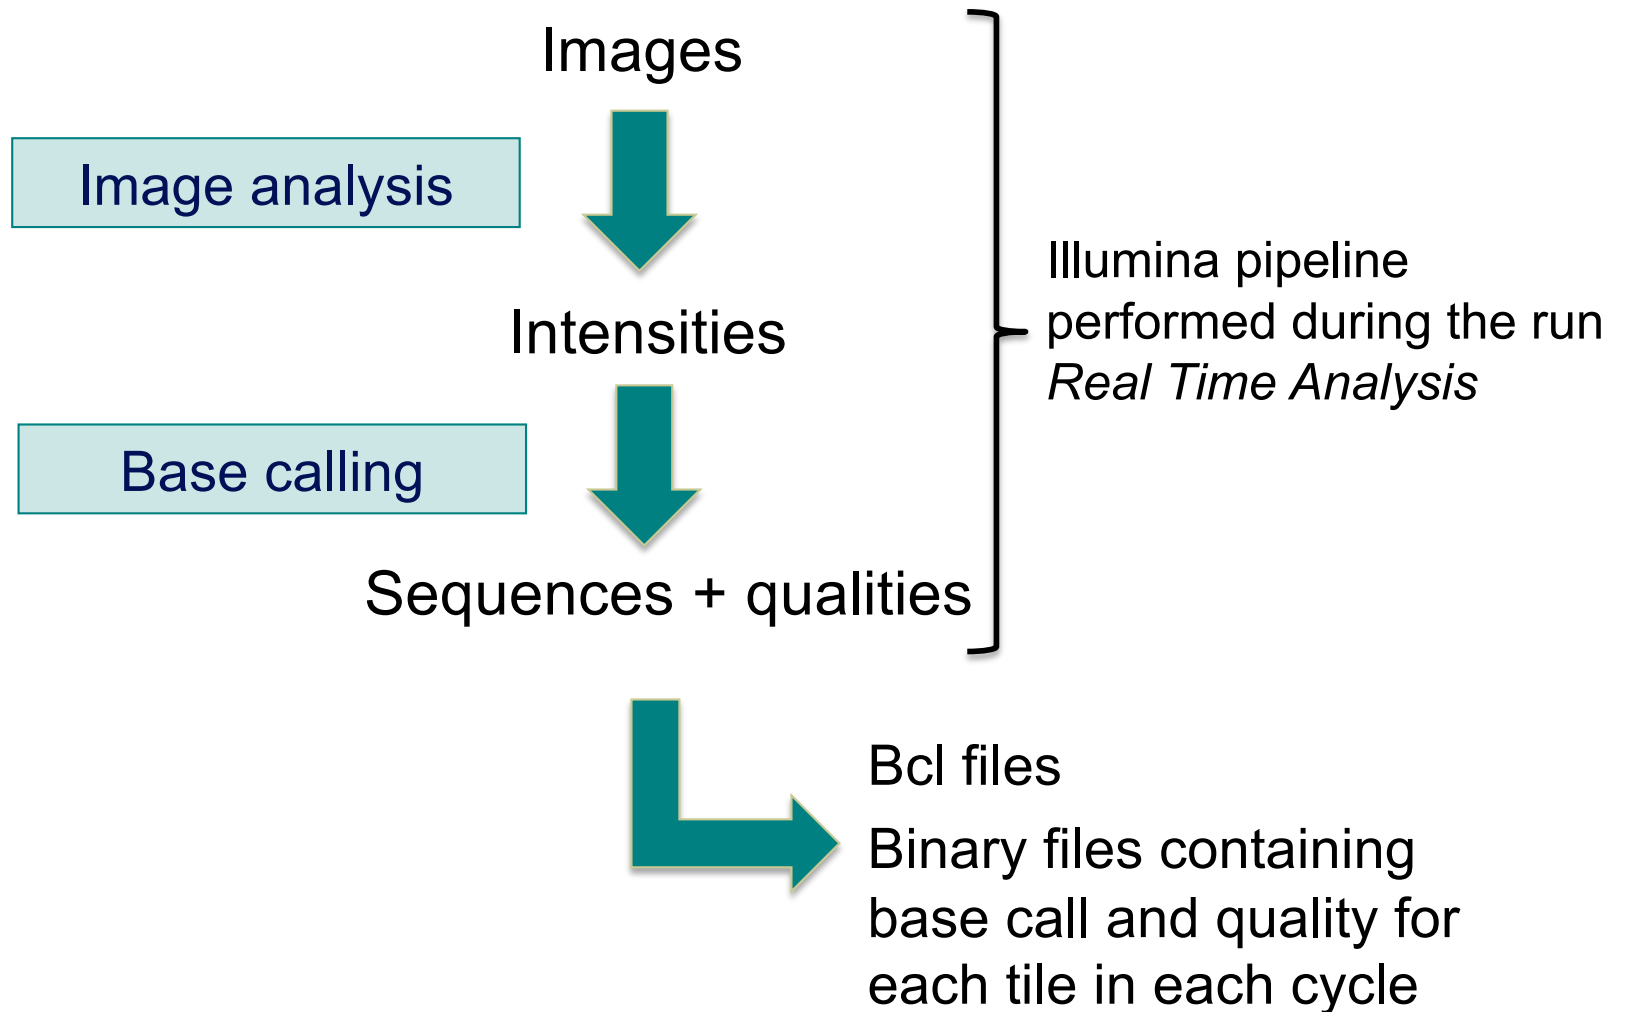 Images
Image analysis
Intensities
Illumina pipeline
performed during the run
Real Time Analysis
Base calling
Sequences + qualities
Bcl files
Binary files containing
base call and quality for
each tile in each cycle